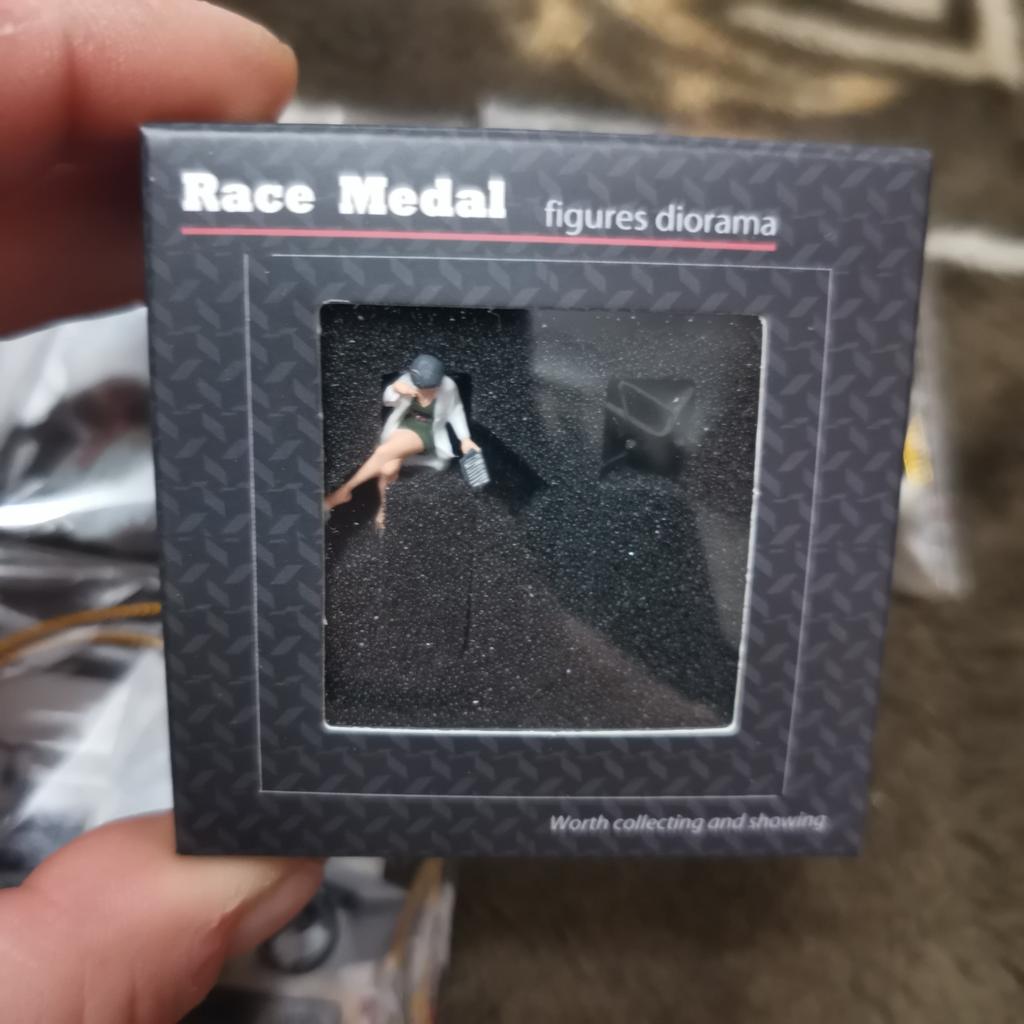 Race Medal figures diorama
Worth collecting and showing